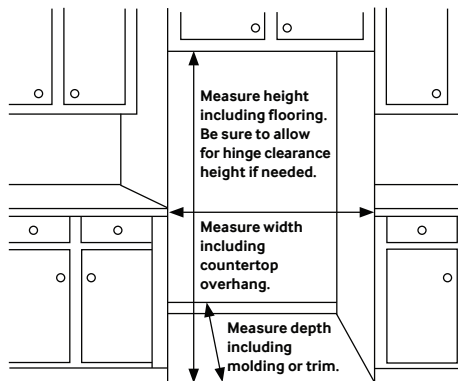 Measure height
including flooring.
Be sure to allow
for hinge clearance
height if needed.
Measure width
including
countertop
overhang.
Measure depth
including
molding or trim.